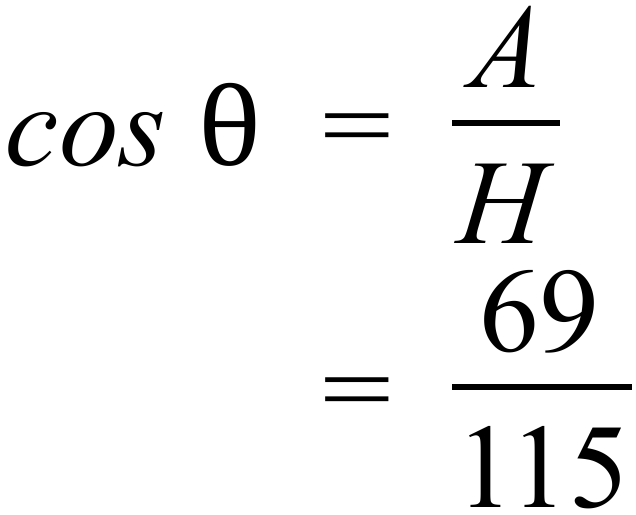 cos θ = A/H
= 69/115